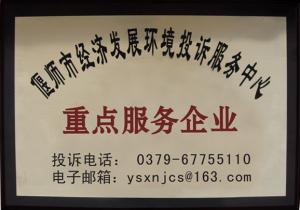 偃师市经济发展环境投诉服务中心
重点服务企业
投诉电话： 0379-67755110
电子邮箱：ysxnjcs@163.com